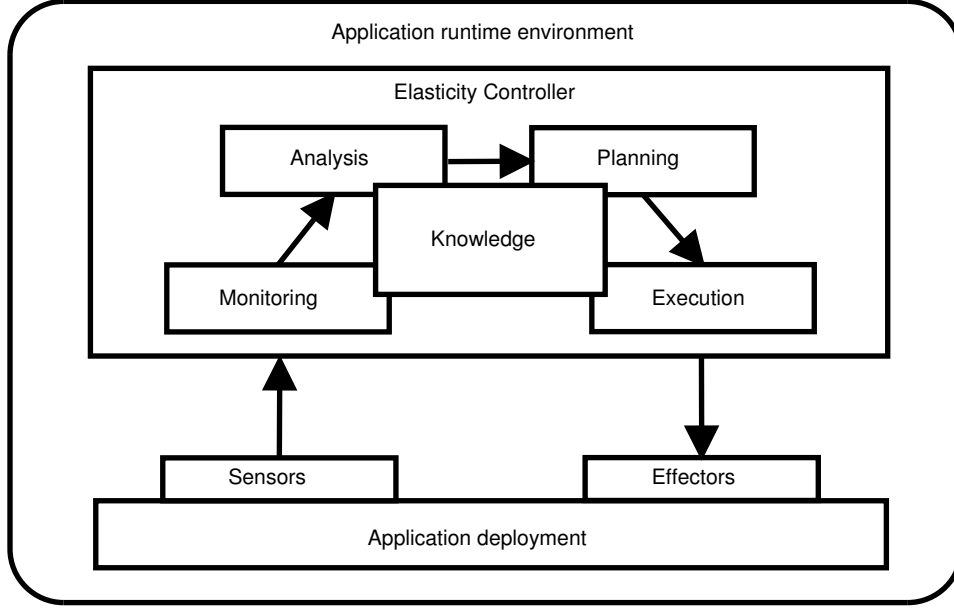 Application runtime environment
Elasticity Controller
Analysis
Planning
Knowledge
Monitoring
Execution
Sensors
Effectors
Application deployment